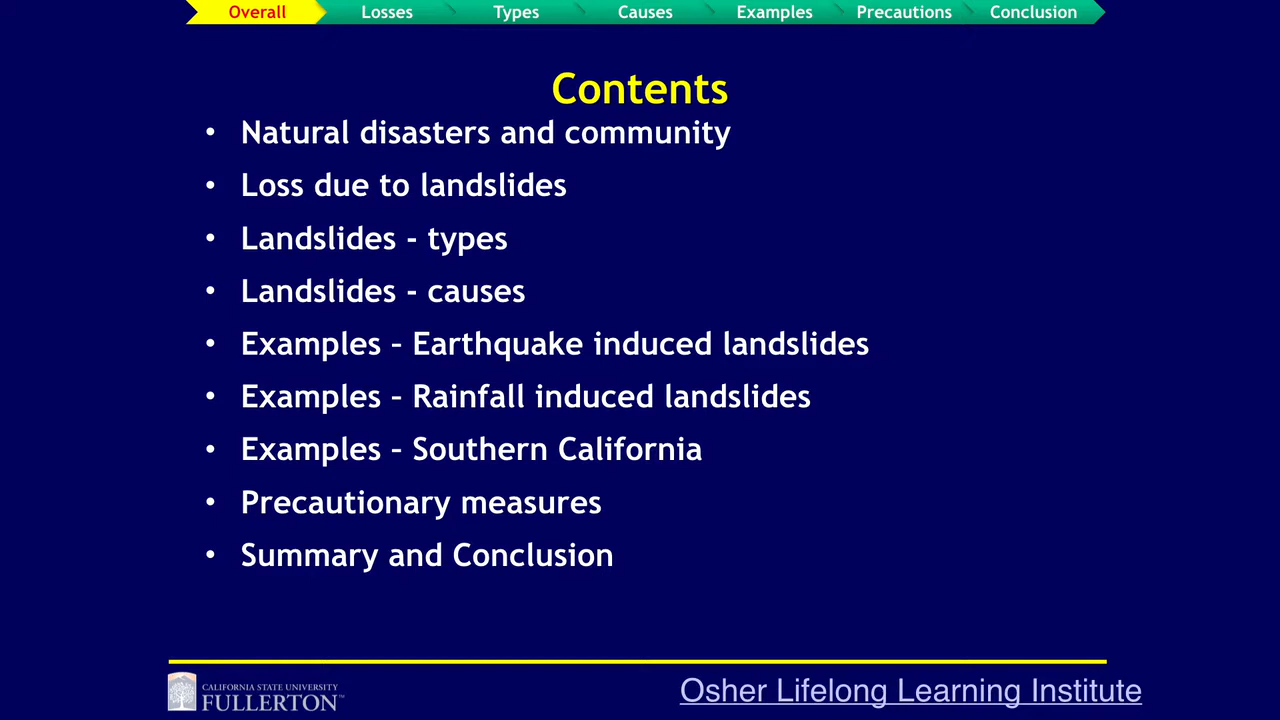 Overall Losses Types Causes Examples Precautions Conclusion
Contents
• Natural disasters and community
• Loss due to landslides
• Landslides - types
• Landslides - causes
• Examples – Earthquake induced landslides
• Examples – Rainfall induced landslides
• Examples – Southern California
• Precautionary measures
• Summary and Conclusion
CALIFORNIA STATE UNIVERSITY
FULLERTON™
Osher Lifelong Learning Institute